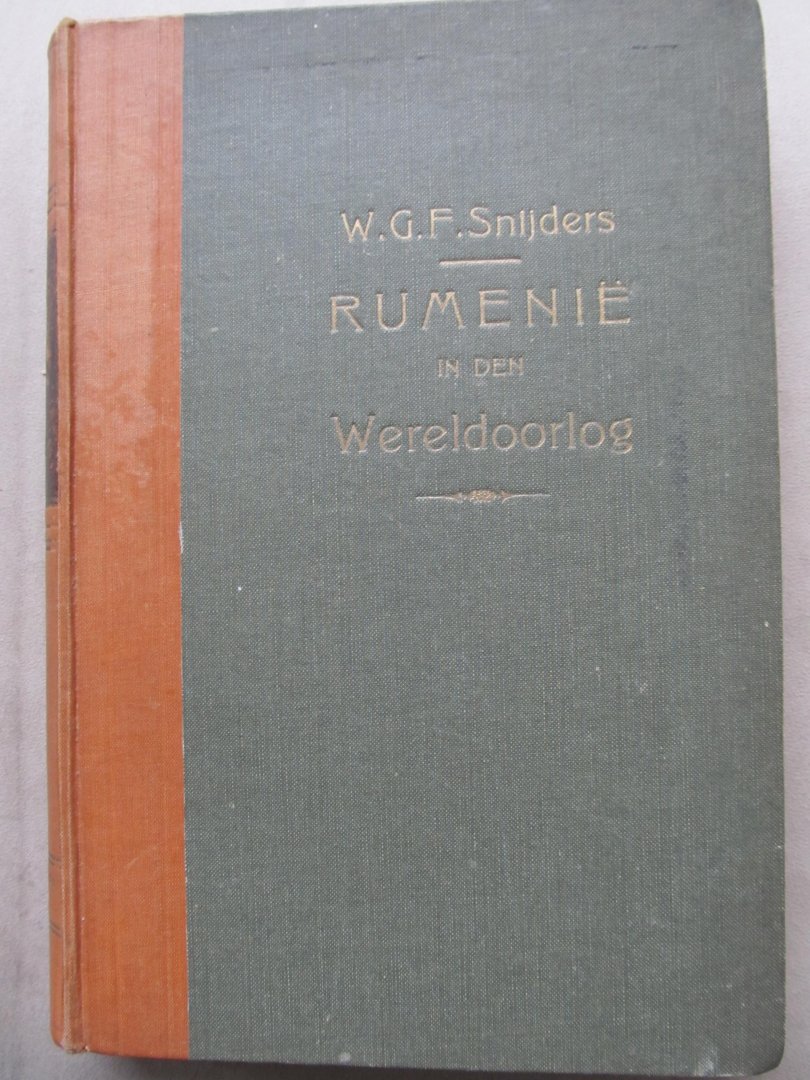 W.G.F. Snijders
RUMENIË
IN DEN
Wereldoorlog